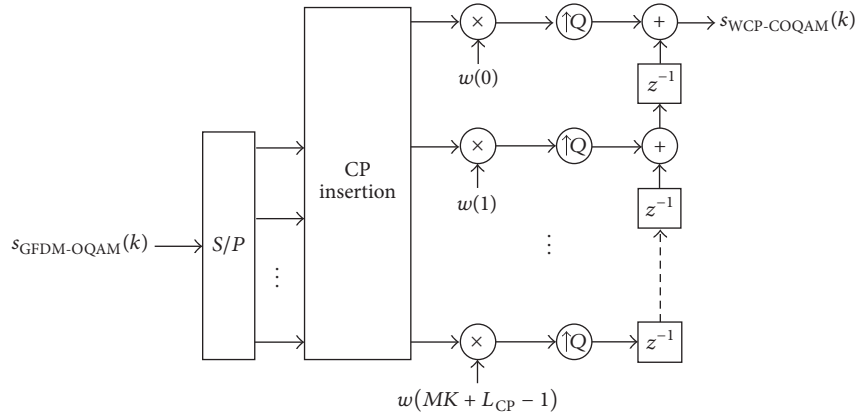 × ↑Q + s_WCP-COQAM(k)
w(0) z⁻¹
CP
insertion
× ↑Q +
w(1) z⁻¹
s_GFDM-OQAM(k) S/P
⋮ ⋮
× ↑Q z⁻¹
w(MK + L_CP − 1)